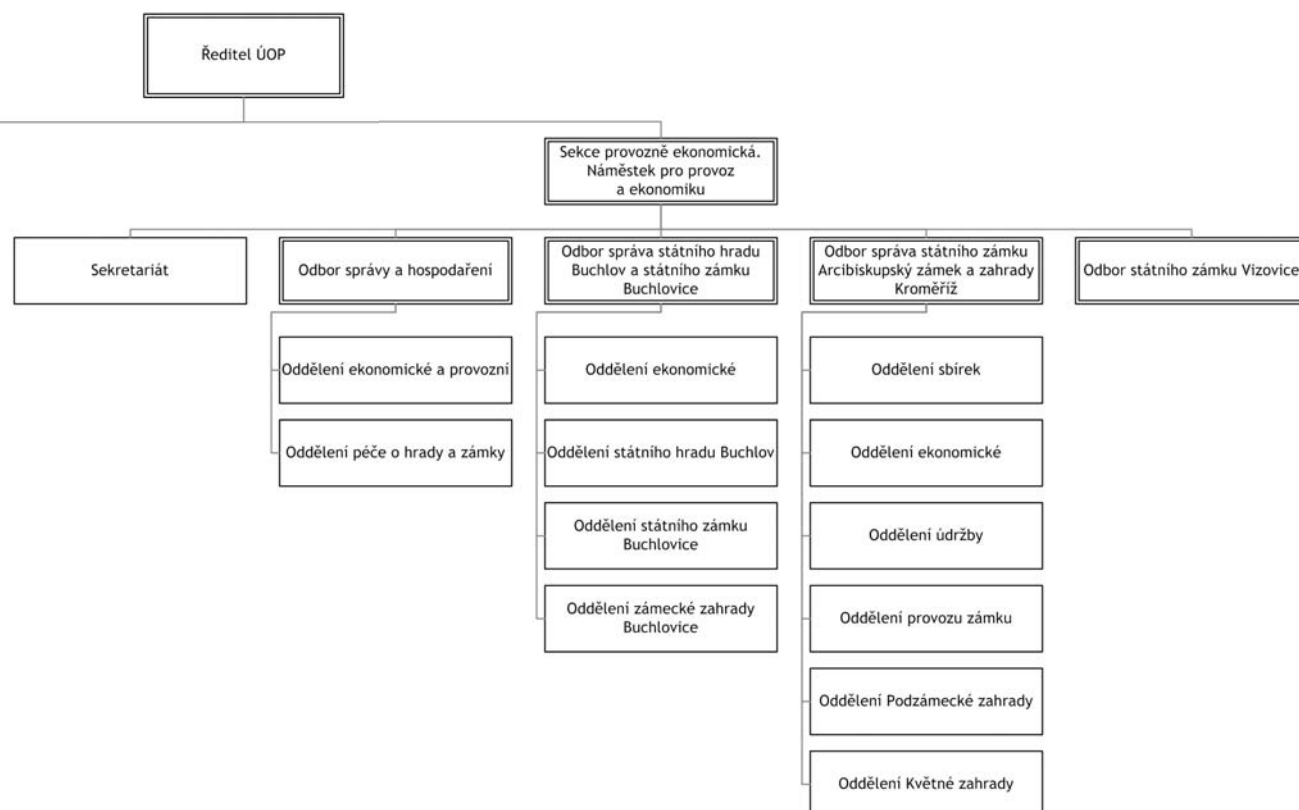 Ředitel ÚOP
Sekce provozně ekonomická.
Náměstek pro provoz
a ekonomiku
Sekretariát
Odbor správy a hospodaření
Odbor správa státního hradu
Buchlov a státního zámku
Buchlovice
Odbor správa státního zámku
Arcibiskupský zámek a zahrady
Kroměříž
Odbor státního zámku Vizovice
Oddělení ekonomické a provozní
Oddělení péče o hrady a zámky
Oddělení ekonomické
Oddělení státního hradu Buchlov
Oddělení státního zámku
Buchlovice
Oddělení zámecké zahrady
Buchlovice
Oddělení sbírek
Oddělení ekonomické
Oddělení údržby
Oddělení provozu zámku
Oddělení Podzámecké zahrady
Oddělení Květné zahrady